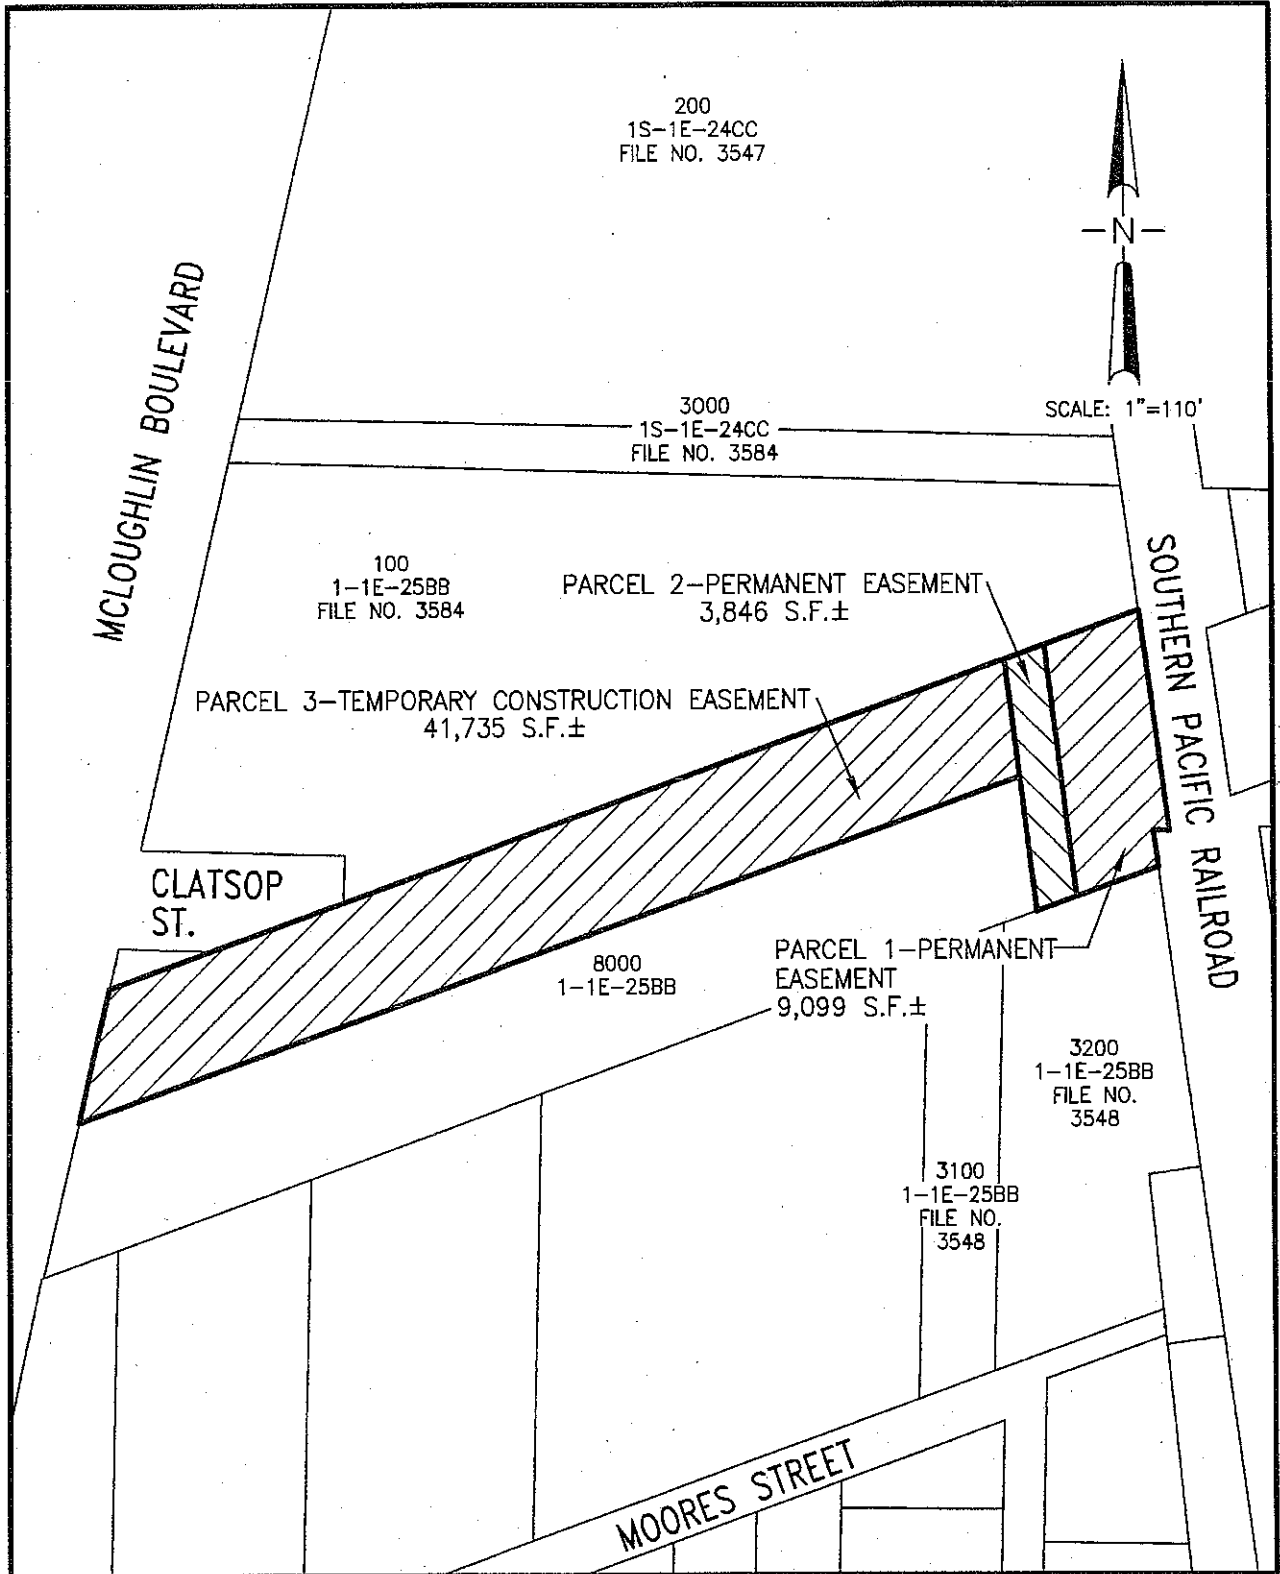 200
1S-1E-24CC
FILE NO. 3547
-N-
SCALE: 1"=110'
MCLOUGHLIN BOULEVARD
3000
1S-1E-24CC
FILE NO. 3584
100
1-1E-25BB
FILE NO. 3584
PARCEL 2-PERMANENT EASEMENT
3,846 S.F.±
SOUTHERN PACIFIC RAILROAD
PARCEL 3-TEMPORARY CONSTRUCTION EASEMENT
41,735 S.F.±
CLATSOP
ST.
8000
1-1E-25BB
PARCEL 1-PERMANENT
EASEMENT
9,099 S.F.±
3200
1-1E-25BB
FILE NO.
3548
3100
1-1E-25BB
FILE NO.
3548
MOORES STREET